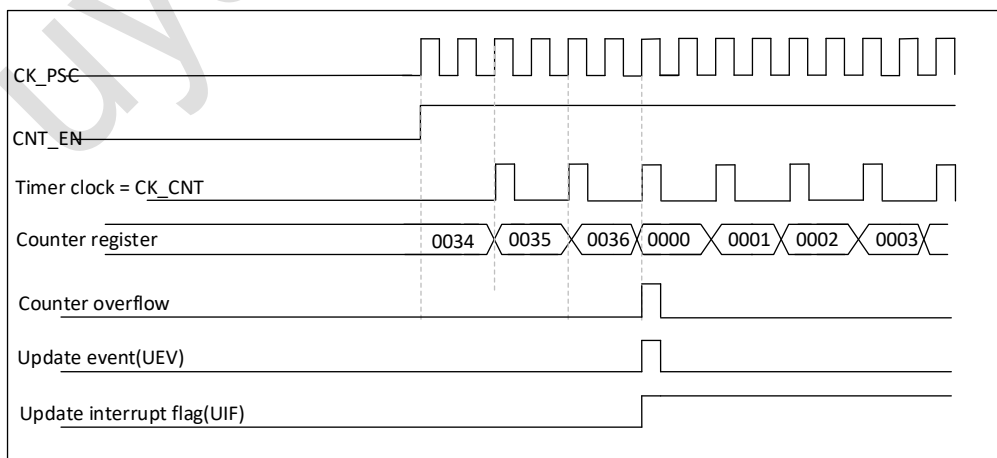 CK_PSC
CNT_EN
Timer clock = CK_CNT
Counter register 0034 0035 0036 0000 0001 0002 0003
Counter overflow
Update event(UEV)
Update interrupt flag(UIF)